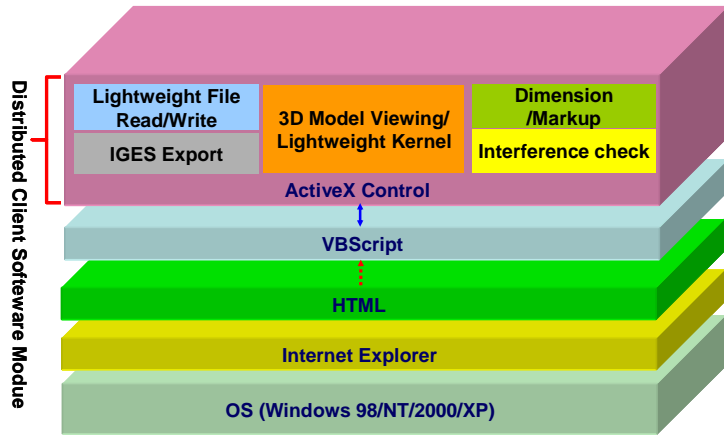 Distributed Client Softeware Modue
Lightweight File
Read/Write
IGES Export
3D Model Viewing/
Lightweight Kernel
Dimension
/Markup
Interference check
ActiveX Control
VBScript
HTML
Internet Explorer
OS (Windows 98/NT/2000/XP)